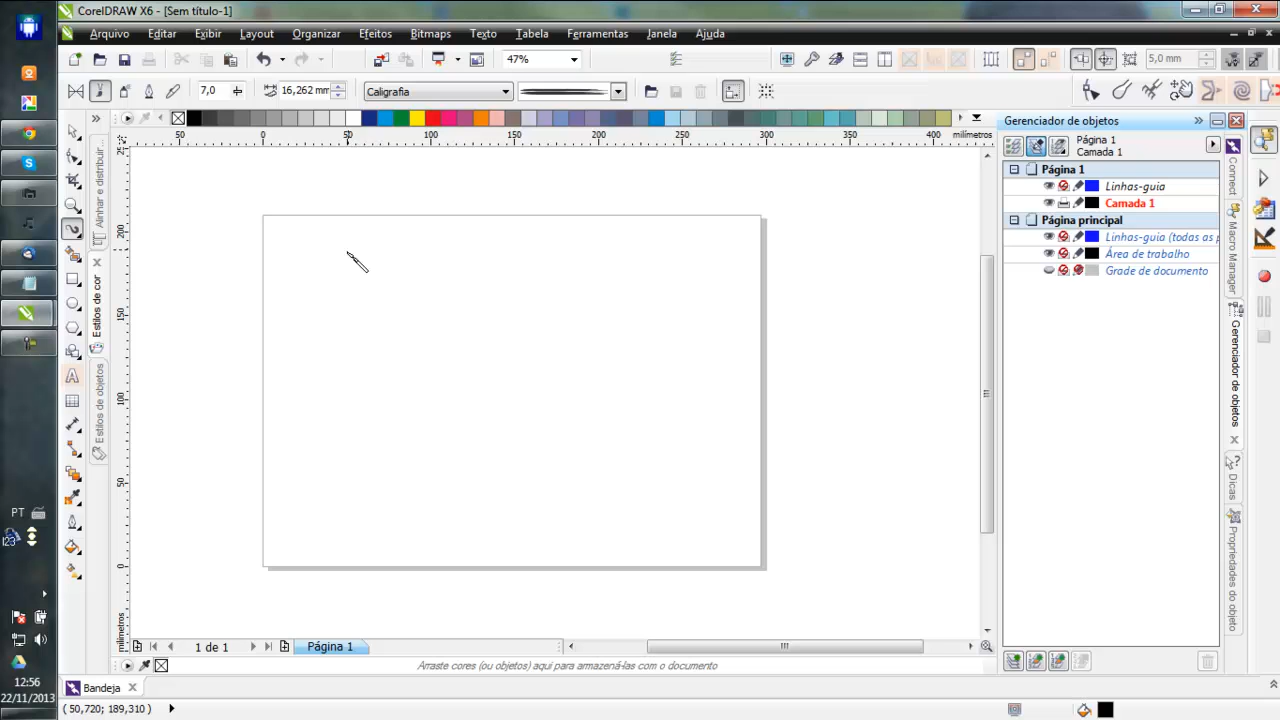 CorelDRAW X6 - [Sem título-1]
Arquivo Editar Exibir Layout Organizar Efeitos Bitmaps Texto Tabela Ferramentas Janela Ajuda
47% 5,0 mm
7,0 16,262 mm Caligrafia
50 0 50 100 150 200 250 300 350 400 milímetros
Gerenciador de objetos
Página 1
Camada 1
Página 1
Linhas-guia
Camada 1
Página principal
Linhas-guia (todas as p
Área de trabalho
Grade de documento
Alinhar e distribuir...
Estilos de cor
Estilos de objetos
200
150
100
50
0
milímetros
Connect
Macro Manager
Gerenciador de objetos
Dicas
Propriedades do objeto
PT
123
12:56
22/11/2013
1 de 1 Página 1
Arraste cores (ou objetos) aqui para armazená-las com o documento
Bandeja
( 50,720; 189,310 )